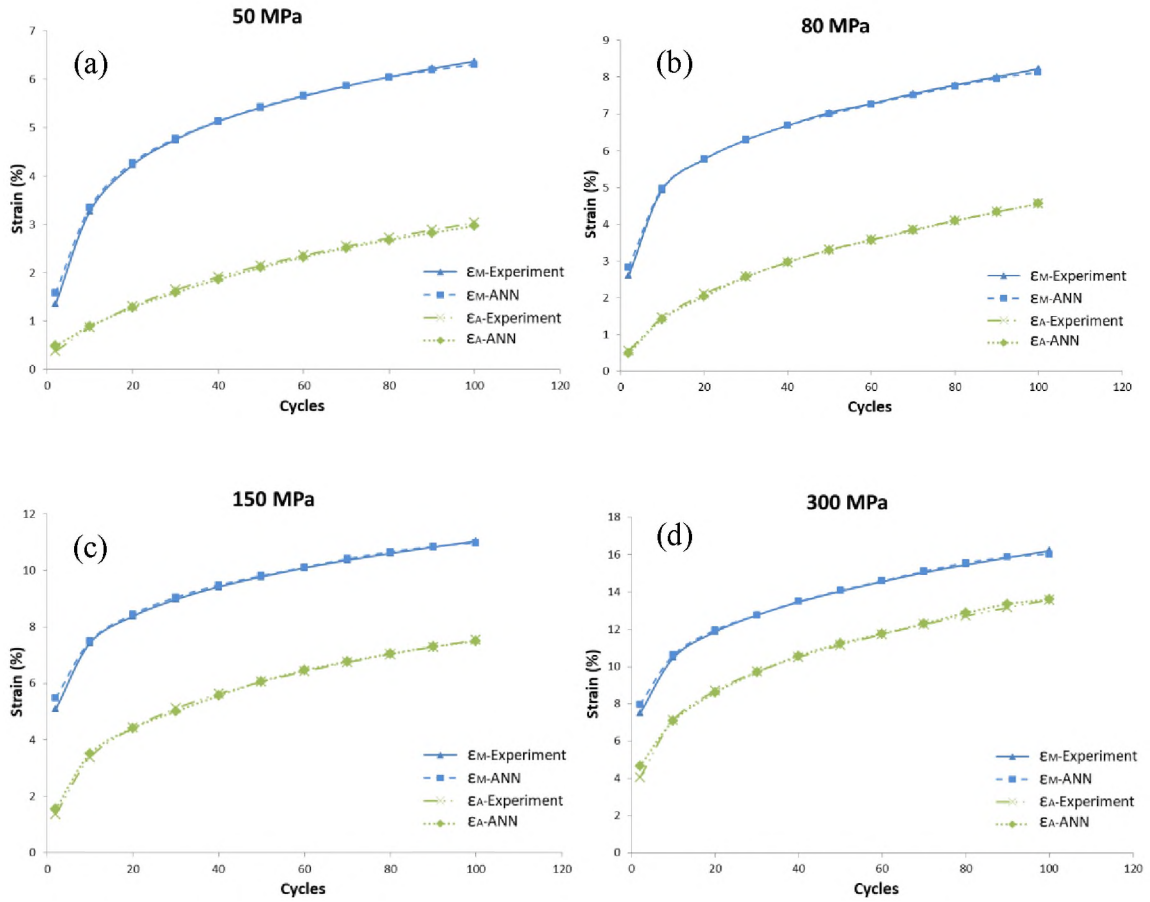 50 MPa
(a)
7
6
5
4
3
2
1
0
Strain (%)
0 20 40 60 80 100 120
Cycles
εM-Experiment
εM-ANN
εA-Experiment
εA-ANN
80 MPa
(b)
9
8
7
6
5
4
3
2
1
0
Strain (%)
0 20 40 60 80 100 120
Cycles
εM-Experiment
εM-ANN
εA-Experiment
εA-ANN
150 MPa
(c)
12
10
8
6
4
2
0
Strain (%)
0 20 40 60 80 100 120
Cycles
εM-Experiment
εM-ANN
εA-Experiment
εA-ANN
300 MPa
(d)
18
16
14
12
10
8
6
4
2
0
Strain (%)
0 20 40 60 80 100 120
Cycles
εM-Experiment
εM-ANN
εA-Experiment
εA-ANN